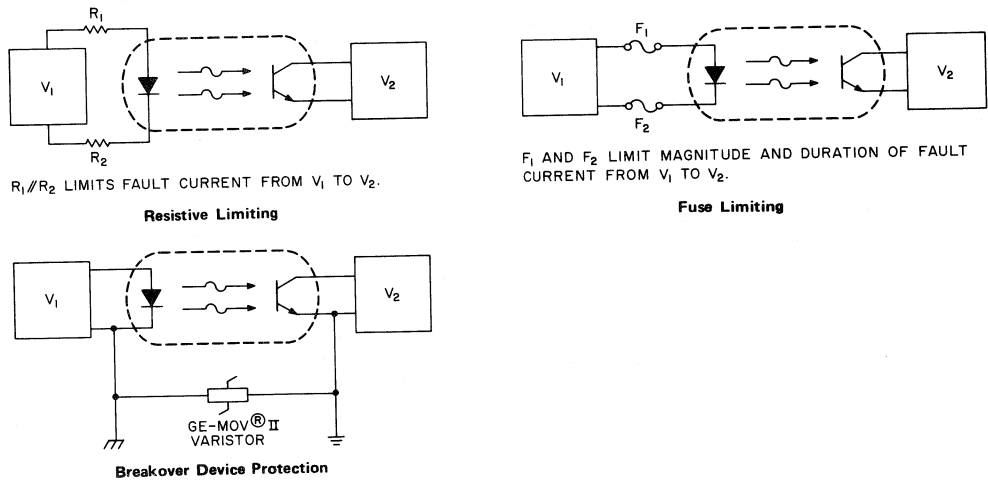 R₁
V₁
V₂
R₂
R₁//R₂ LIMITS FAULT CURRENT FROM V₁ TO V₂.
Resistive Limiting
F₁
V₁
V₂
F₂
F₁ AND F₂ LIMIT MAGNITUDE AND DURATION OF FAULT
CURRENT FROM V₁ TO V₂.
Fuse Limiting
V₁
V₂
GE-MOV®II
VARISTOR
Breakover Device Protection